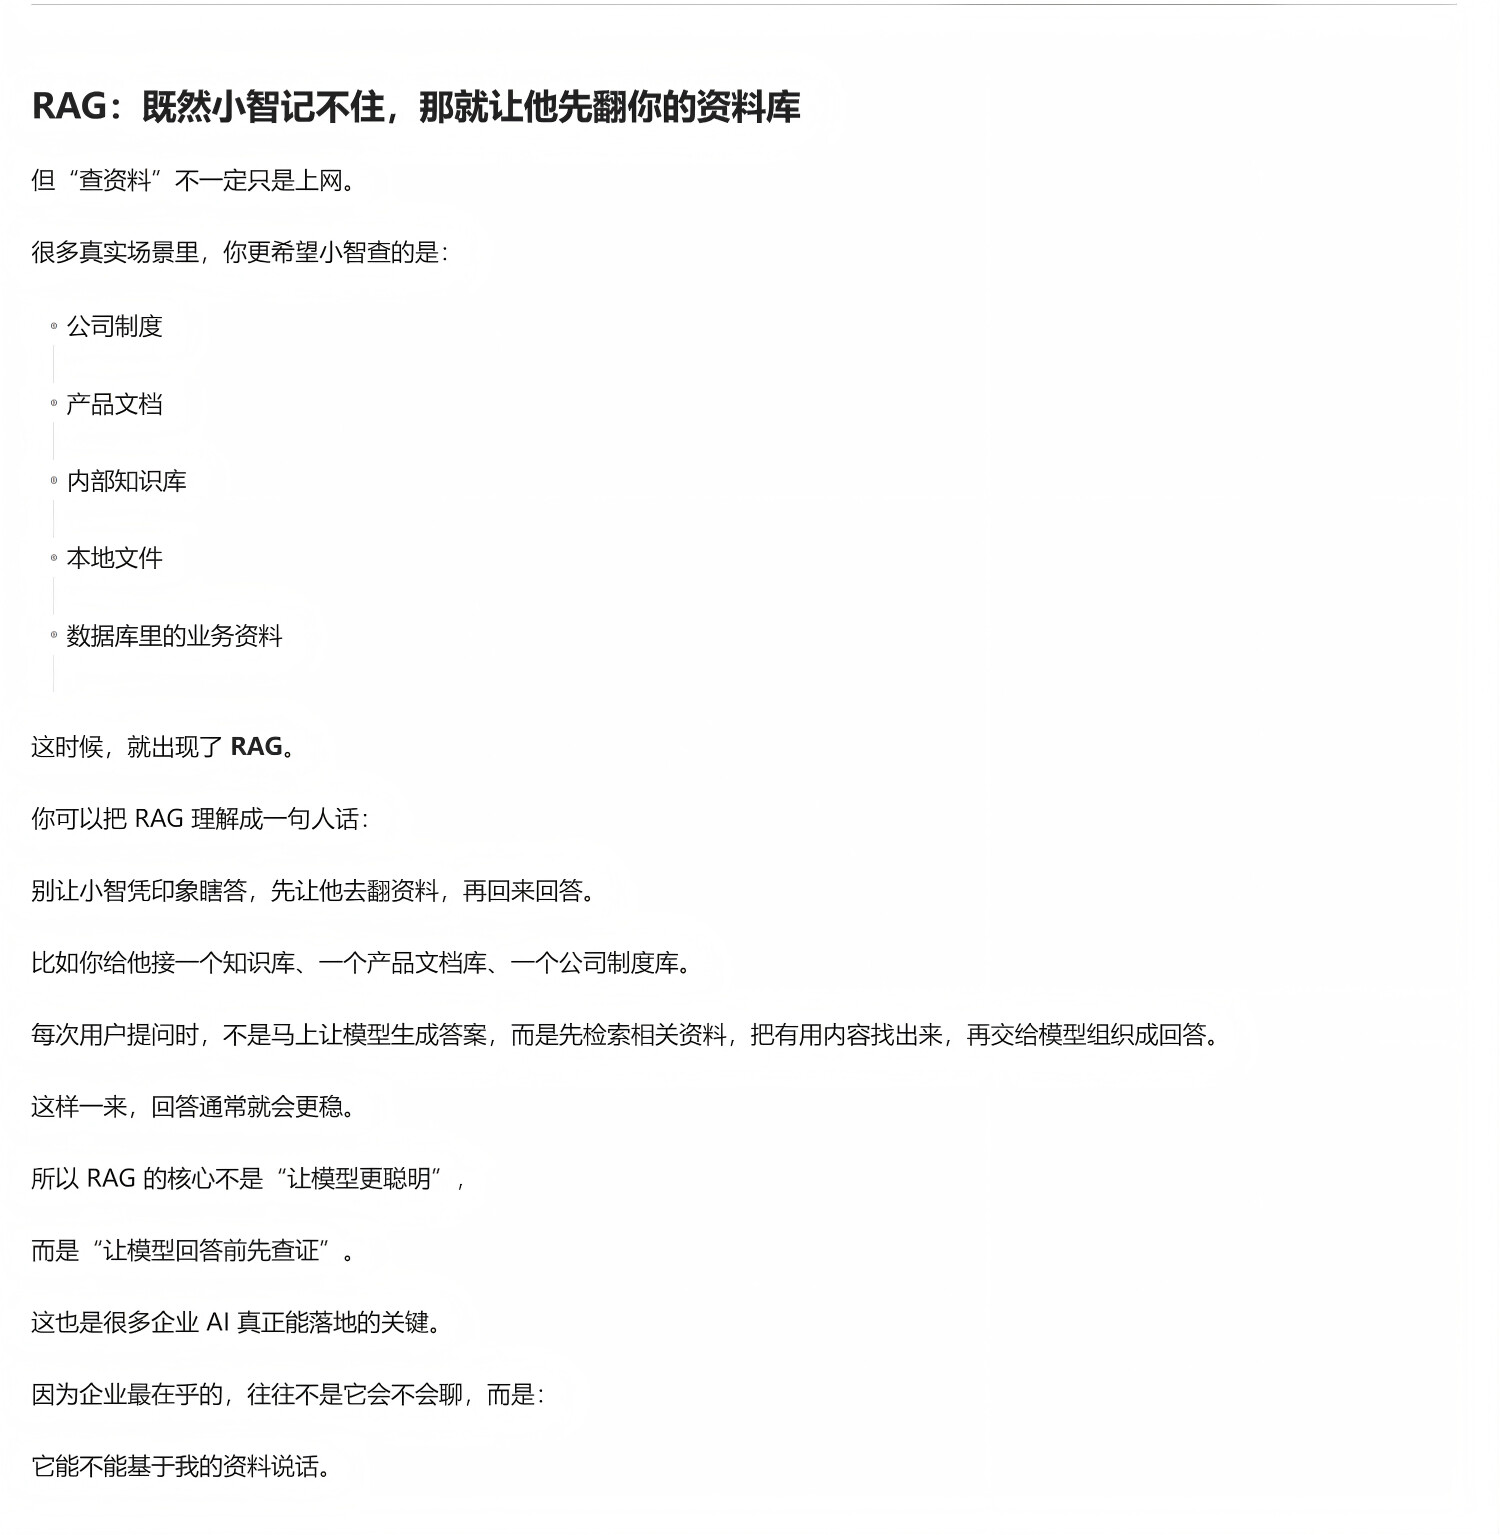 RAG：既然小智记不住，那就让他先翻你的资料库
但“查资料”不一定只是上网。
很多真实场景里，你更希望小智查的是：
公司制度
产品文档
内部知识库
本地文件
数据库里的业务资料
这时候，就出现了 RAG。
你可以把 RAG 理解成一句人话：
别让小智凭印象瞎答，先让他去翻资料，再回来回答。
比如你给他接一个知识库、一个产品文档库、一个公司制度库。
每次用户提问时，不是马上让模型生成答案，而是先检索相关资料，把有用内容找出来，再交给模型组织成回答。
这样一来，回答通常就会更稳。
所以 RAG 的核心不是“让模型更聪明”，
而是“让模型回答前先查证”。
这也是很多企业 AI 真正能落地的关键。
因为企业最在乎的，往往不是它会不会聊，而是：
它能不能基于我的资料说话。